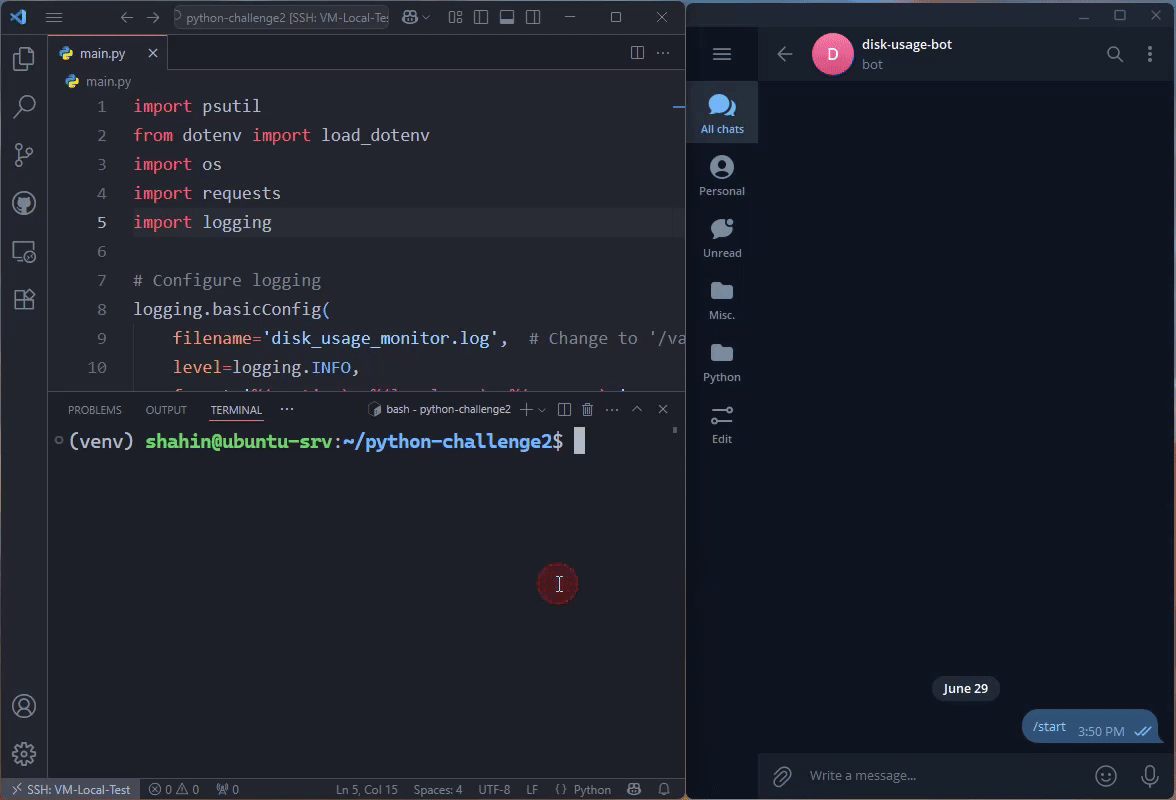 python-challenge2 [SSH: VM-Local-Tes
main.py
main.py
1 import psutil
2 from dotenv import load_dotenv
3 import os
4 import requests
5 import logging
6
7 # Configure logging
8 logging.basicConfig(
9 filename='disk_usage_monitor.log', # Change to '/va
10 level=logging.INFO,
PROBLEMS OUTPUT TERMINAL ··· bash - python-challenge2
(venv) shahin@ubuntu-srv:~/python-challenge2$
SSH: VM-Local-Test 0 0 0 Ln 5, Col 15 Spaces: 4 UTF-8 LF {} Python
D
disk-usage-bot
bot
All chats
Personal
Unread
Misc.
Python
Edit
June 29
/start 3:50 PM
Write a message...